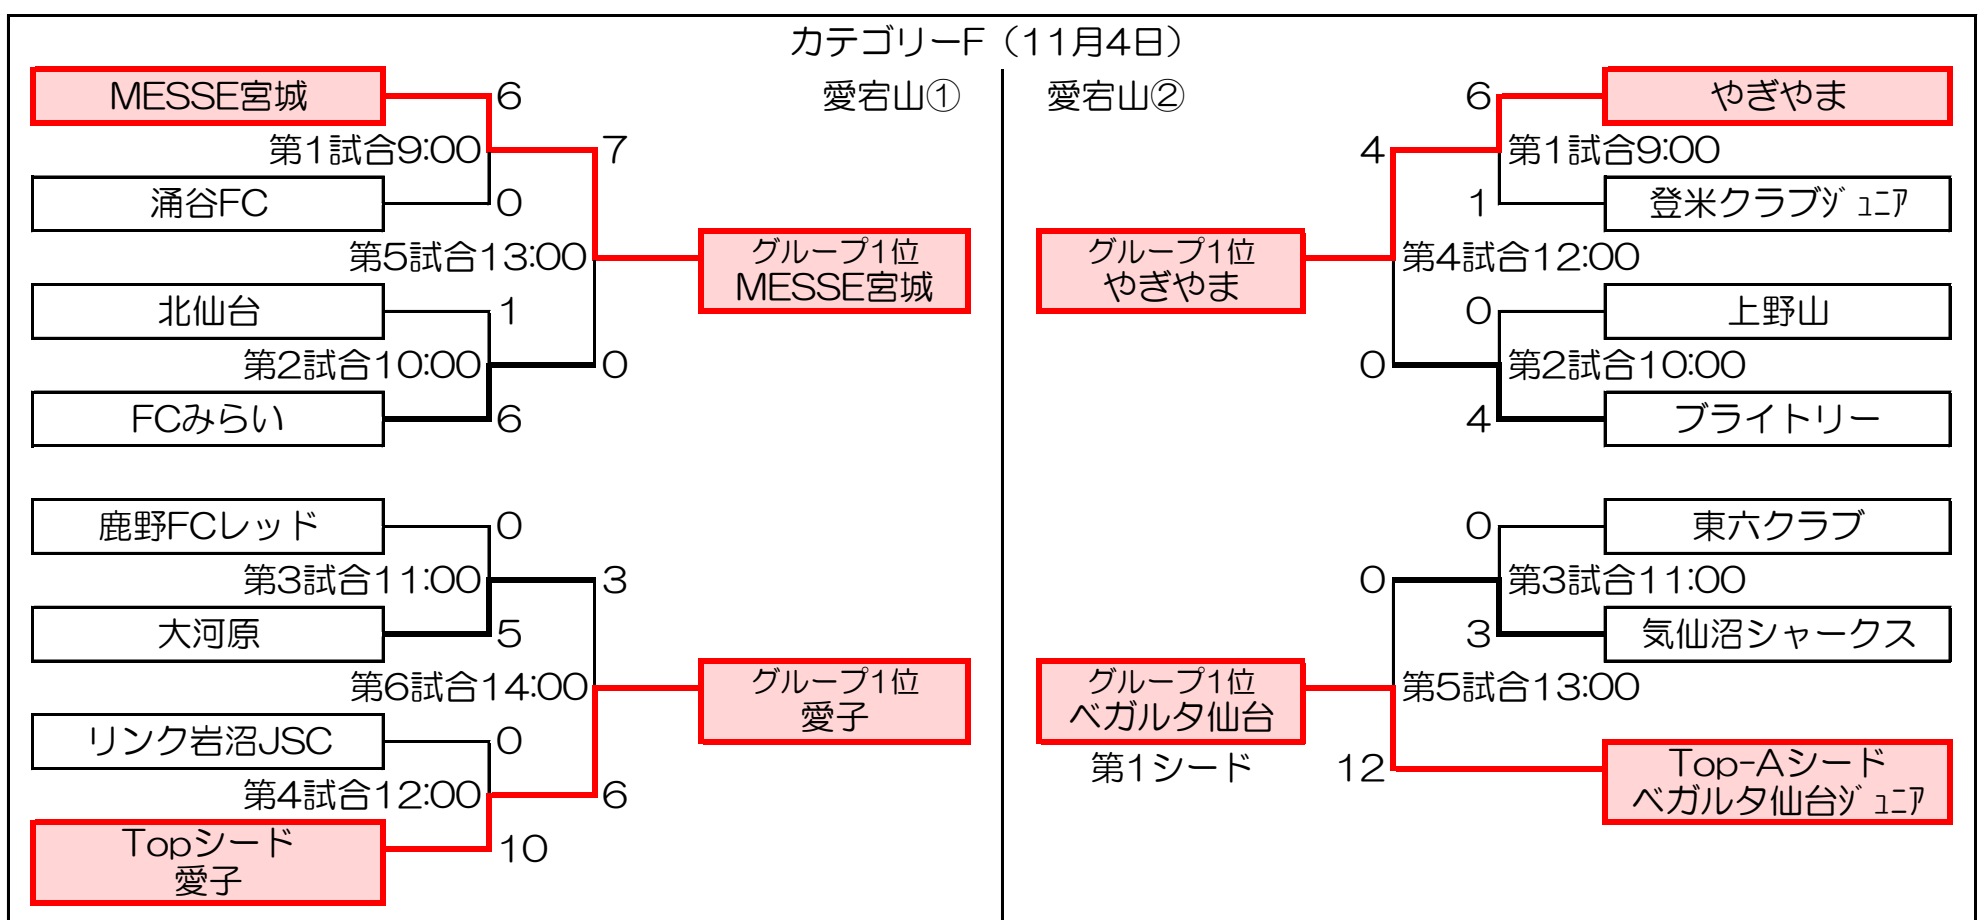 カテゴリーF（11月4日）
愛宕山①
MESSE宮城
6
第1試合9:00
7
涌谷FC
0
第5試合13:00
グループ1位
MESSE宮城
北仙台
1
第2試合10:00
0
FCみらい
6
鹿野FCレッド
0
第3試合11:00
3
大河原
5
第6試合14:00
グループ1位
愛子
リンク岩沼JSC
0
第4試合12:00
6
Topシード
愛子
10
愛宕山②
6
やぎやま
4
第1試合9:00
1
登米クラブｼﾞｭﾆｱ
グループ1位
やぎやま
第4試合12:00
0
上野山
0
第2試合10:00
4
ブライトリー
0
東六クラブ
0
第3試合11:00
3
気仙沼シャークス
グループ1位
ベガルタ仙台
第5試合13:00
第1シード
12
Top-Aシード
ベガルタ仙台ｼﾞｭﾆｱ